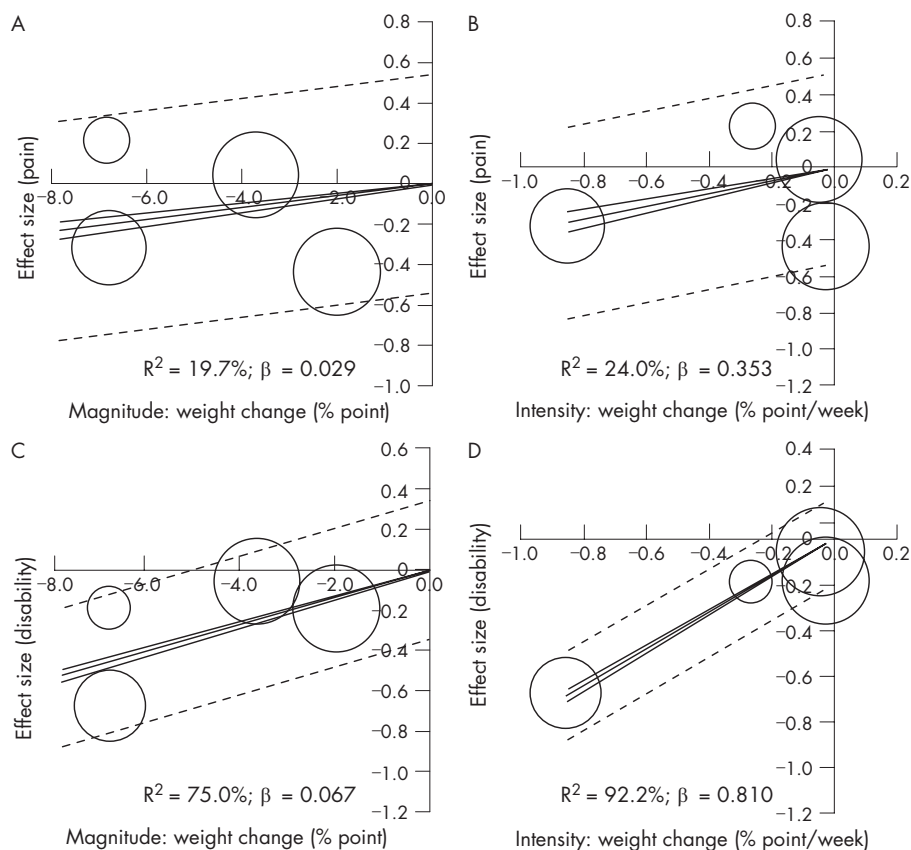 A
0.8
0.6
0.4
0.2
0
−8.0 −6.0 −4.0 −2.0 0.0
−0.2
−0.4
−0.6
−0.8
−1.0
Effect size (pain)
R² = 19.7%; β = 0.029
Magnitude: weight change (% point)
B
0.8
0.6
0.4
0.2
0
−1.0 −0.8 −0.6 −0.4 −0.2 0.0 0.2
−0.2
−0.4
−0.6
−0.8
−1.0
−1.2
Effect size (pain)
R² = 24.0%; β = 0.353
Intensity: weight change (% point/week)
C
0.6
0.4
0.2
0
−8.0 −6.0 −4.0 −2.0 0.0
−0.2
−0.4
−0.6
−0.8
−1.0
−1.2
Effect size (disability)
R² = 75.0%; β = 0.067
Magnitude: weight change (% point)
D
0.4
0.2
0
−1.0 −0.8 −0.6 −0.4 −0.2 0.0 0.2
−0.2
−0.4
−0.6
−0.8
−1.0
−1.2
Effect size (disability)
R² = 92.2%; β = 0.810
Intensity: weight change (% point/week)